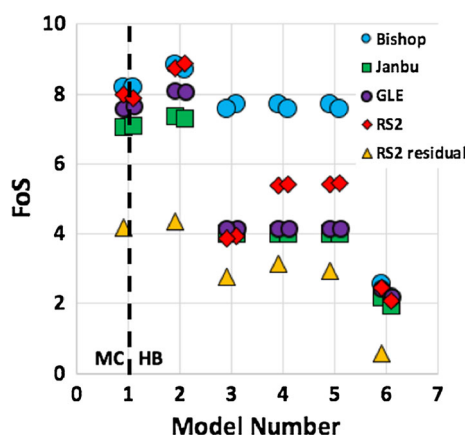 10
8
6
4
2
0
FoS
Bishop
Janbu
GLE
RS2
RS2 residual
MC HB
0 1 2 3 4 5 6 7
Model Number